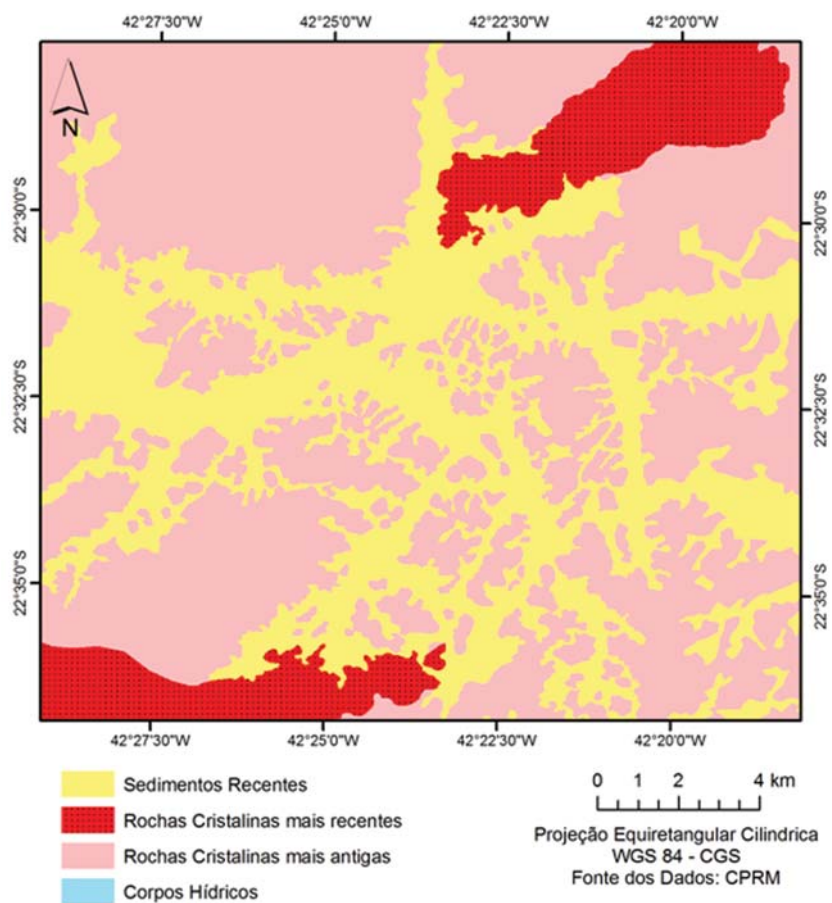 42°27'30"W 42°25'0"W 42°22'30"W 42°20'0"W
N
22°30'0"S 22°30'0"S
22°32'30"S 22°32'30"S
22°35'0"S 22°35'0"S
42°27'30"W 42°25'0"W 42°22'30"W 42°20'0"W
Sedimentos Recentes
Rochas Cristalinas mais recentes
Rochas Cristalinas mais antigas
Corpos Hídricos
0 1 2 4 km
Projeção Equiretangular Cilindrica
WGS 84 - CGS
Fonte dos Dados: CPRM